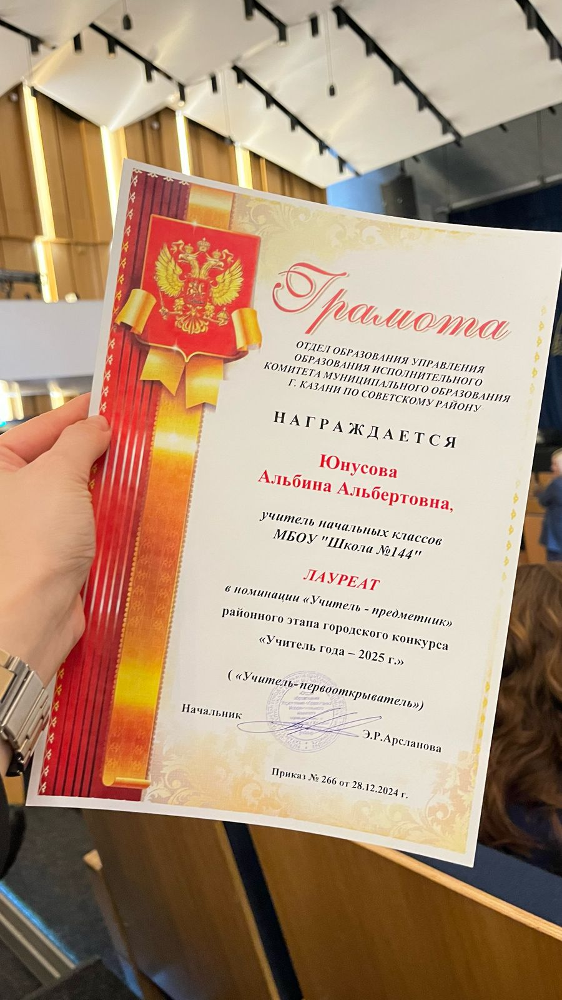 Грамота
ОТДЕЛ ОБРАЗОВАНИЯ УПРАВЛЕНИЯ
ОБРАЗОВАНИЯ ИСПОЛНИТЕЛЬНОГО
КОМИТЕТА МУНИЦИПАЛЬНОГО ОБРАЗОВАНИЯ
Г. КАЗАНИ ПО СОВЕТСКОМУ РАЙОНУ
НАГРАЖДАЕТСЯ
Юнусова
Альбина Альбертовна,
учитель начальных классов
МБОУ "Школа №144"
ЛАУРЕАТ
в номинации «Учитель - предметник»
районного этапа городского конкурса
«Учитель года – 2025 г.»
( «Учитель-первооткрыватель»)
Начальник Э.Р.Арсланова
Приказ № 266 от 28.12.2024 г.